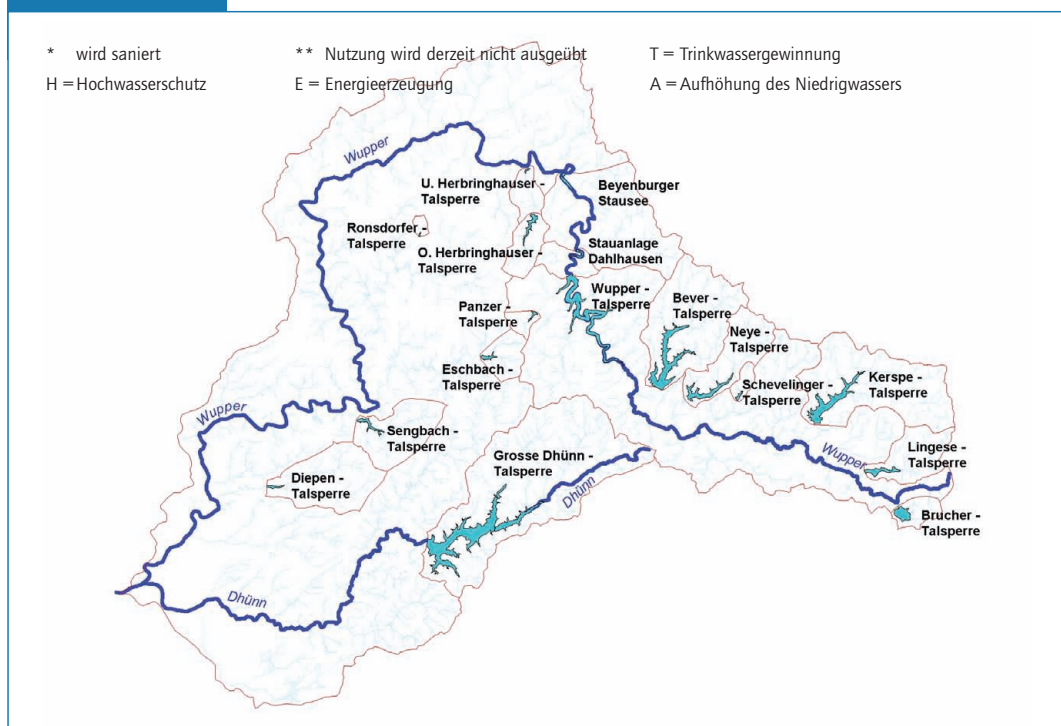 * wird saniert
** Nutzung wird derzeit nicht ausgeübt
T = Trinkwassergewinnung
H = Hochwasserschutz
E = Energieerzeugung
A = Aufhöhung des Niedrigwassers
Wupper
U. Herbringhauser -
Talsperre
Beyenburger
Stausee
Ronsdorfer -
Talsperre
O. Herbringhauser -
Talsperre
Stauanlage
Dahlhausen
Wupper -
Talsperre
Bever -
Talsperre
Panzer -
Talsperre
Neye -
Talsperre
Eschbach -
Talsperre
Schevelinger -
Talsperre
Kerspe -
Talsperre
Wupper
Sengbach -
Talsperre
Grosse Dhünn -
Talsperre
Wupper
Lingese -
Talsperre
Diepen -
Talsperre
Dhünn
Brucher -
Talsperre
Dhünn